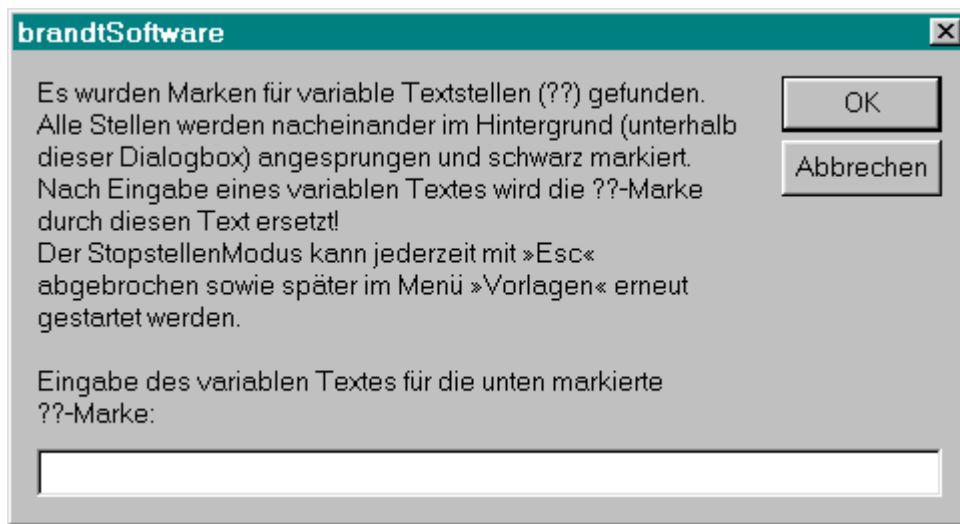 brandtSoftware
Es wurden Marken für variable Textstellen (??) gefunden.
Alle Stellen werden nacheinander im Hintergrund (unterhalb
dieser Dialogbox) angesprungen und schwarz markiert.
Nach Eingabe eines variablen Textes wird die ??-Marke
durch diesen Text ersetzt!
Der StopstellenModus kann jederzeit mit »Esc«
abgebrochen sowie später im Menü »Vorlagen« erneut
gestartet werden.
Eingabe des variablen Textes für die unten markierte
??-Marke:
OK
Abbrechen